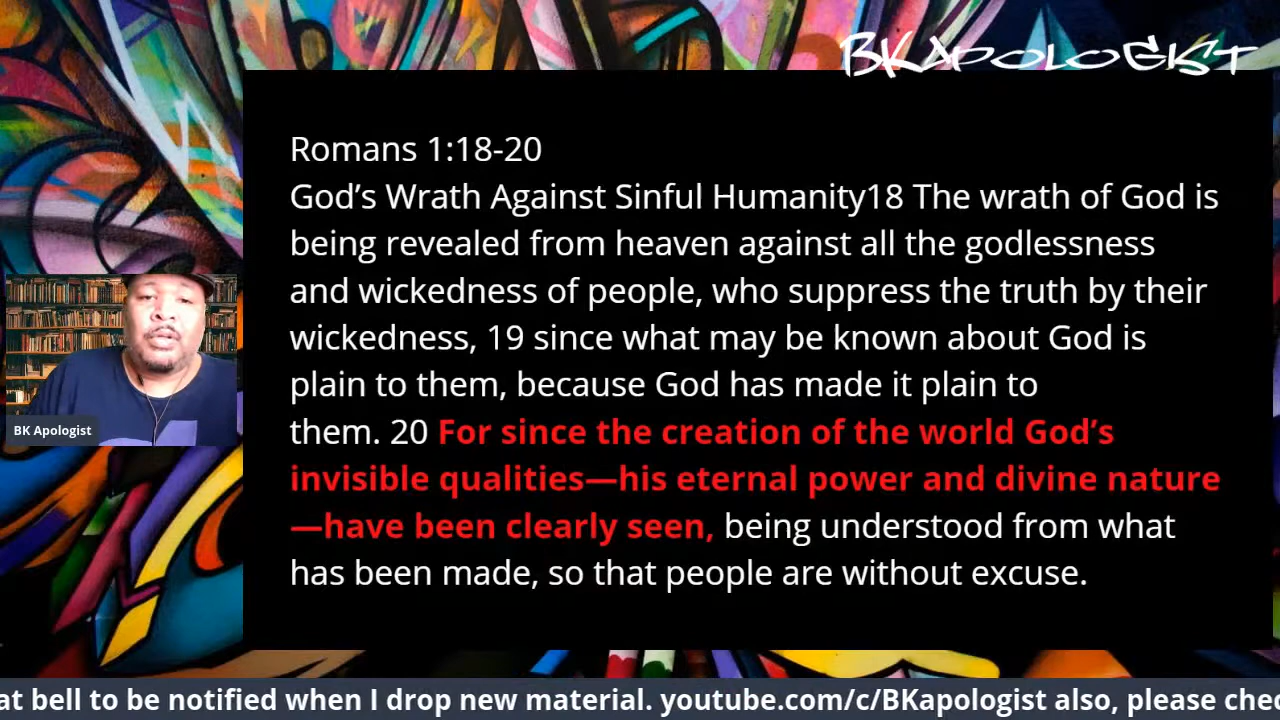 BKAPOLOGIST
Romans 1:18-20
God’s Wrath Against Sinful Humanity18 The wrath of God is
being revealed from heaven against all the godlessness
and wickedness of people, who suppress the truth by their
wickedness, 19 since what may be known about God is
plain to them, because God has made it plain to
them. 20 For since the creation of the world God’s
invisible qualities—his eternal power and divine nature
—have been clearly seen, being understood from what
has been made, so that people are without excuse.
BK Apologist
at bell to be notified when I drop new material. youtube.com/c/BKapologist also, please chec